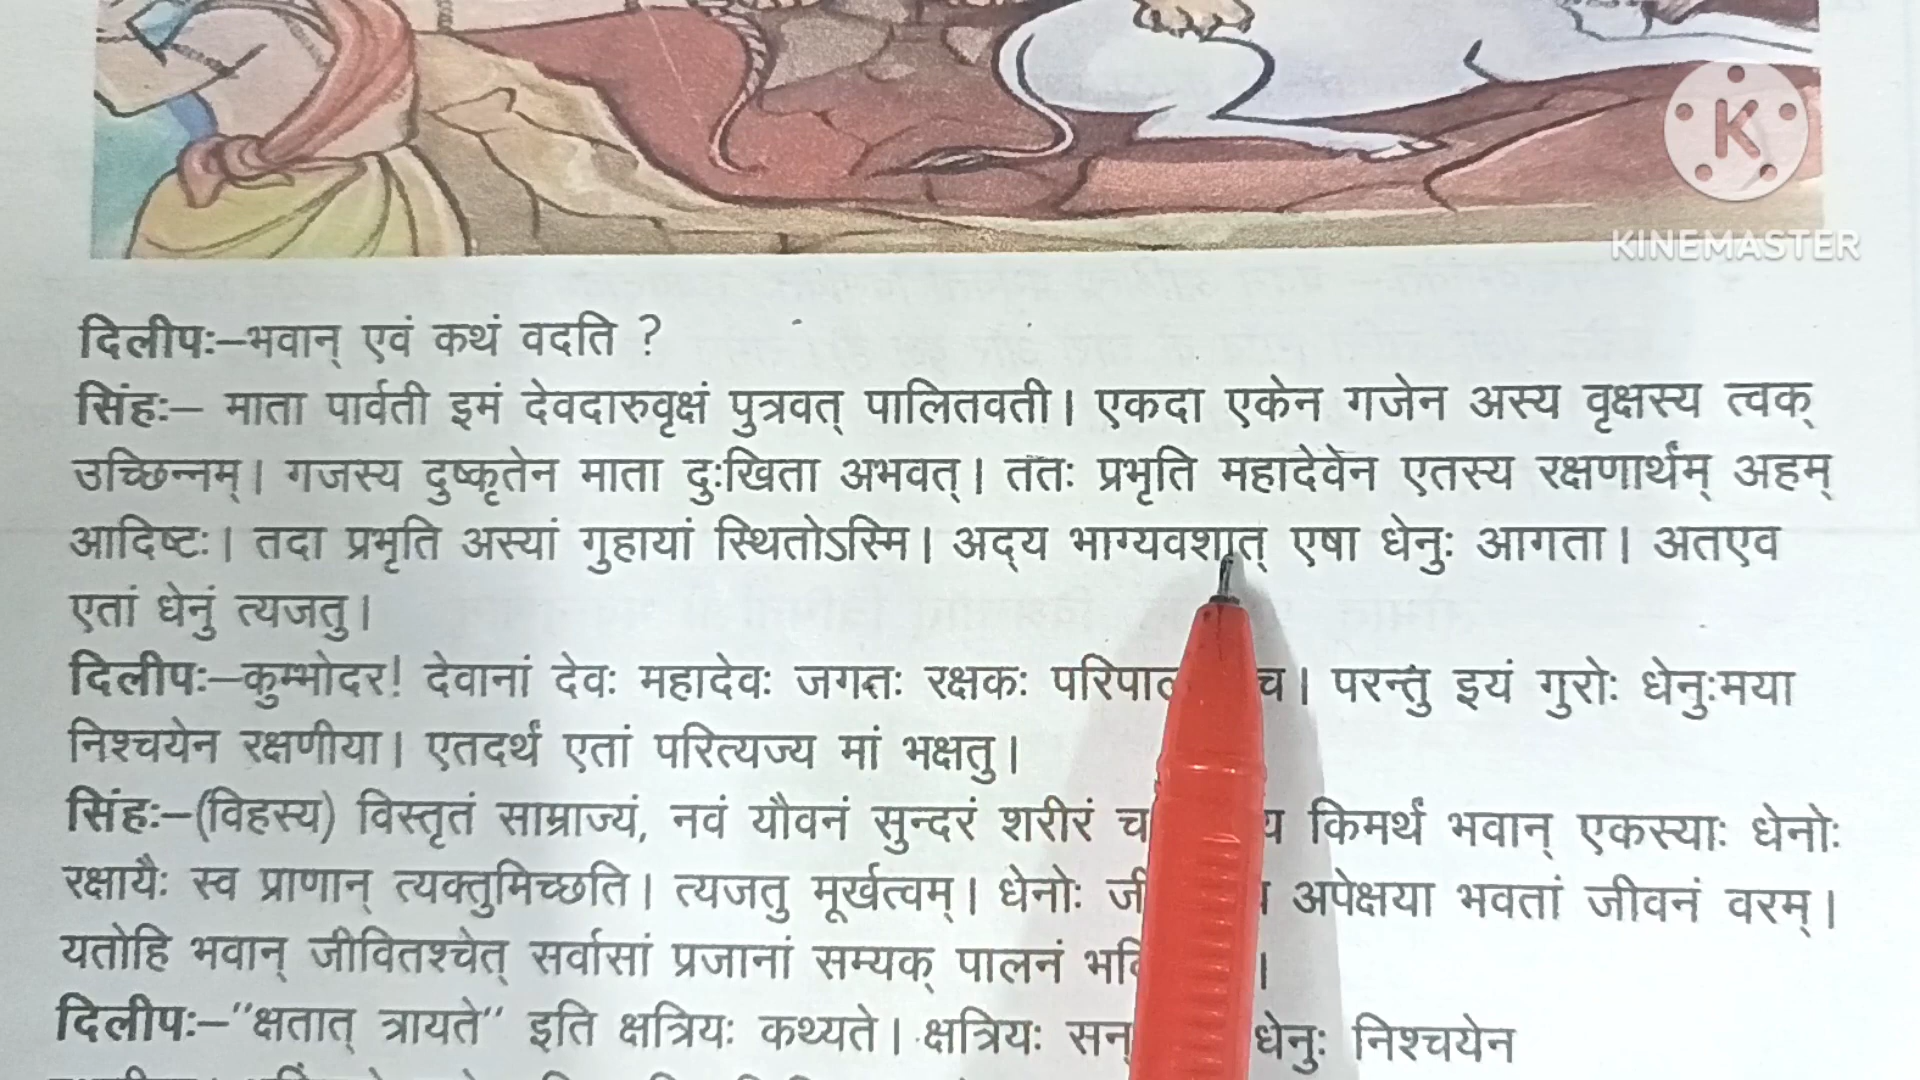 K
KINEMASTER
दिलीपः—भवान् एवं कथं वदति ?
सिंहः— माता पार्वती इमं देवदारुवृक्षं पुत्रवत् पालितवती। एकदा एकेन गजेन अस्य वृक्षस्य त्वक्
उच्छिन्नम्। गजस्य दुष्कृतेन माता दुःखिता अभवत्। ततः प्रभृति महादेवेन एतस्य रक्षणार्थम् अहम्
आदिष्टः। तदा प्रभृति अस्यां गुहायां स्थितोऽस्मि। अद्य भाग्यवशात् एषा धेनुः आगता। अतएव
एतां धेनुं त्यजतु।
दिलीपः—कुम्भोदर! देवानां देवः महादेवः जगतः रक्षकः च। परन्तु इयं गुरोः धेनुःमया
निश्चयेन रक्षणीया। एतदर्थं एतां परित्यज्य मां भक्षतु।
सिंहः—(विहस्य) विस्तृतं साम्राज्यं, नवं यौवनं सुन्दरं शरीरं च किमर्थं भवान् एकस्याः धेनोः
रक्षायैः स्व प्राणान् त्यक्तुमिच्छति। त्यजतु मूर्खत्वम्। धेनोः अपेक्षया भवतां जीवनं वरम्।
यतोहि भवान् जीवितश्चेत् सर्वासां प्रजानां सम्यक् पालनं
दिलीपः—"क्षतात् त्रायते" इति क्षत्रियः कथ्यते। क्षत्रियः धेनुः निश्चयेन